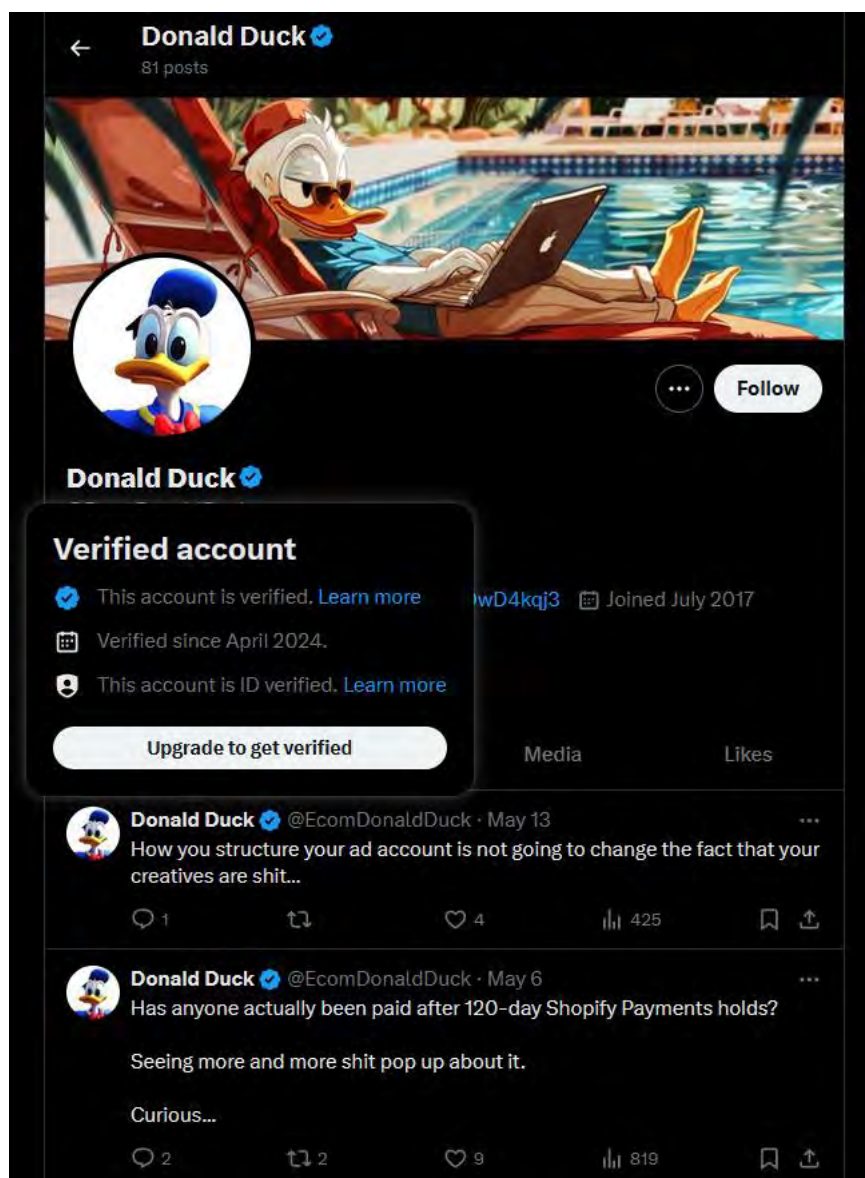 Donald Duck
81 posts
Follow
Donald Duck
Verified account
This account is verified. Learn more
wD4kqj3 Joined July 2017
Verified since April 2024.
This account is ID verified. Learn more
Upgrade to get verified
Media Likes
Donald Duck @EcomDonaldDuck · May 13
How you structure your ad account is not going to change the fact that your
creatives are shit...
1 4 425
Donald Duck @EcomDonaldDuck · May 6
Has anyone actually been paid after 120-day Shopify Payments holds?
Seeing more and more shit pop up about it.
Curious...
2 2 9 819